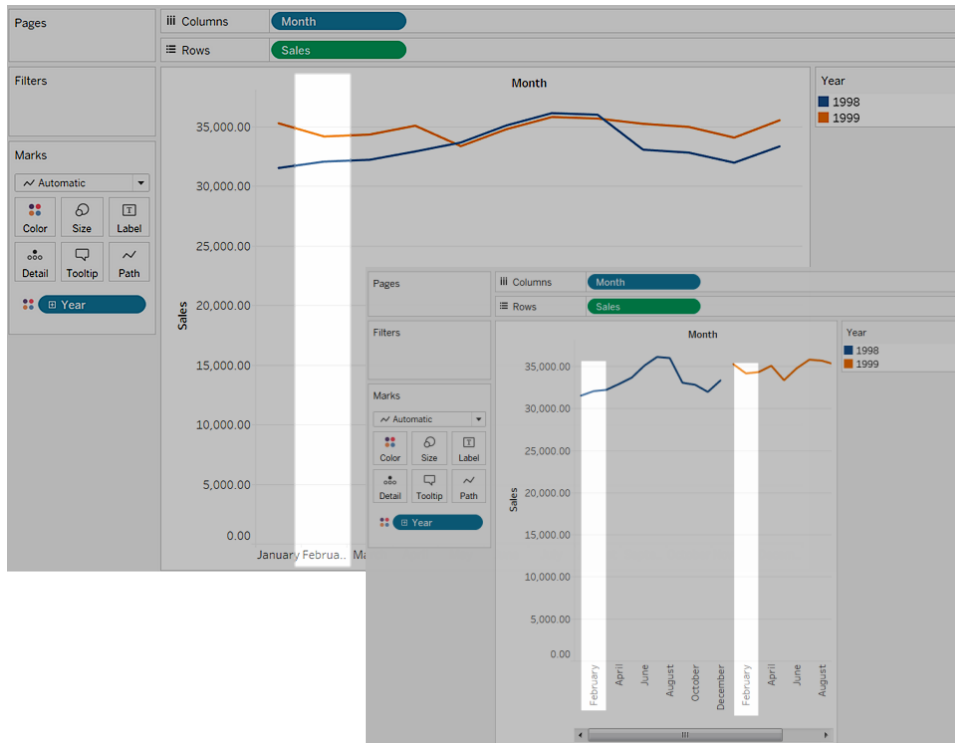 Pages
Columns
Month
Rows
Sales
Filters
Marks
Automatic
Color
Size
Label
Detail
Tooltip
Path
Year
Month
35,000.00
30,000.00
25,000.00
20,000.00
15,000.00
10,000.00
5,000.00
0.00
Sales
January Februa.. Ma
Year
1998
1999
Pages
Columns
Month
Rows
Sales
Filters
Marks
Automatic
Color
Size
Label
Detail
Tooltip
Path
Year
Month
35,000.00
30,000.00
25,000.00
20,000.00
15,000.00
10,000.00
5,000.00
0.00
Sales
February
April
June
August
October
December
February
April
June
August
Year
1998
1999